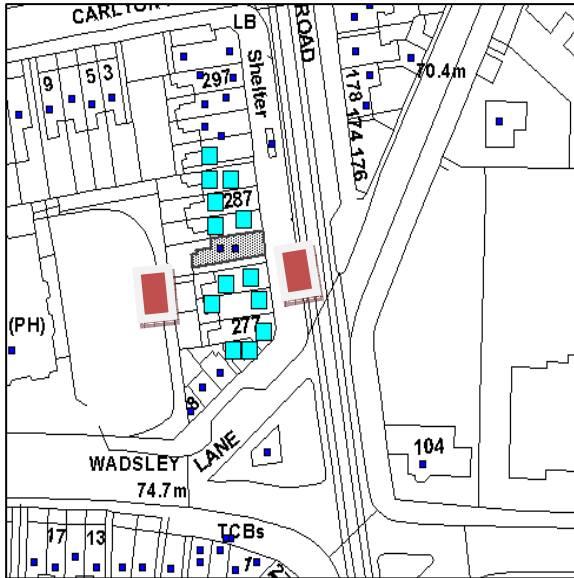 CARLTON
LB
ROAD
Shelter
70.4m
9
5 3
297
178 174 176
287
(PH)
277
8
WADSLEY LANE
74.7m
104
TCBs
17
13
1